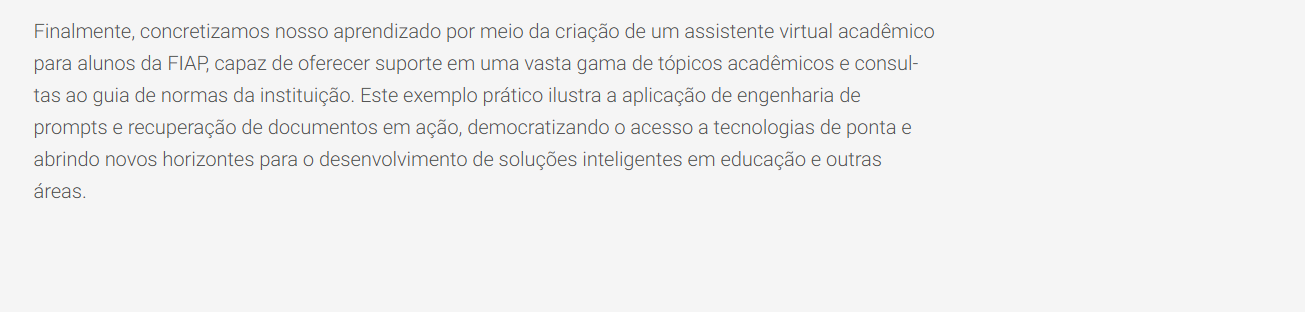 Finalmente, concretizamos nosso aprendizado por meio da criação de um assistente virtual acadêmico
para alunos da FIAP, capaz de oferecer suporte em uma vasta gama de tópicos acadêmicos e consul-
tas ao guia de normas da instituição. Este exemplo prático ilustra a aplicação de engenharia de
prompts e recuperação de documentos em ação, democratizando o acesso a tecnologias de ponta e
abrindo novos horizontes para o desenvolvimento de soluções inteligentes em educação e outras
áreas.